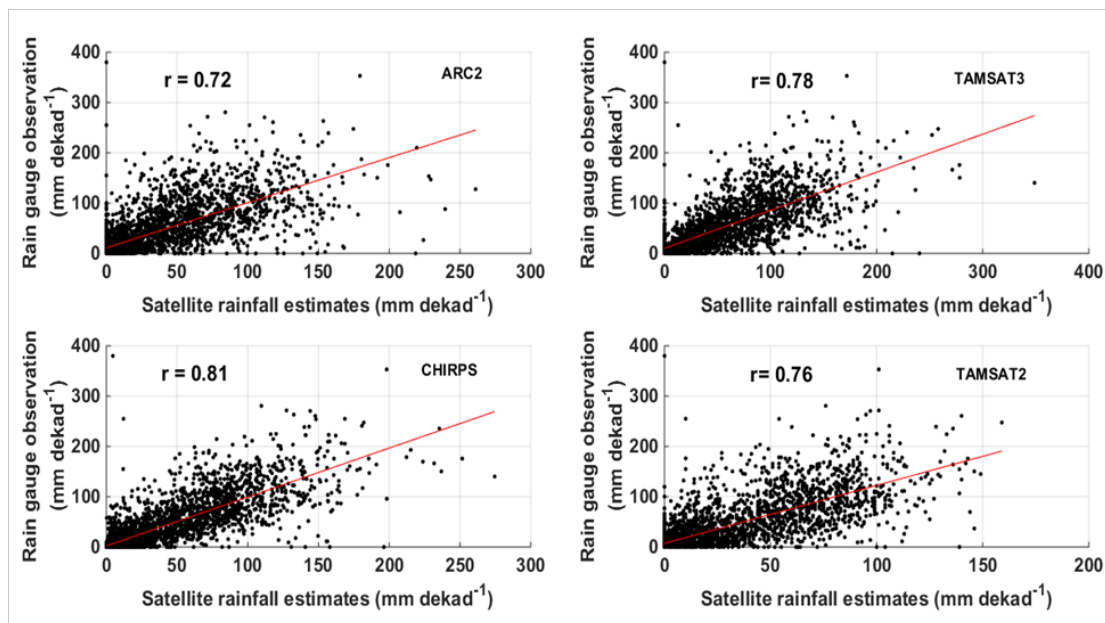 Rain gauge observation
(mm dekad⁻¹)
400
300
200
100
0
r = 0.72
ARC2
0 50 100 150 200 250 300
Satellite rainfall estimates (mm dekad⁻¹)
Rain gauge observation
(mm dekad⁻¹)
400
300
200
100
0
r = 0.78
TAMSAT3
0 100 200 300 400
Satellite rainfall estimates (mm dekad⁻¹)
Rain gauge observation
(mm dekad⁻¹)
400
300
200
100
0
r = 0.81
CHIRPS
0 50 100 150 200 250 300
Satellite rainfall estimates (mm dekad⁻¹)
Rain gauge observation
(mm dekad⁻¹)
400
300
200
100
0
r= 0.76
TAMSAT2
0 50 100 150 200
Satellite rainfall estimates (mm dekad⁻¹)